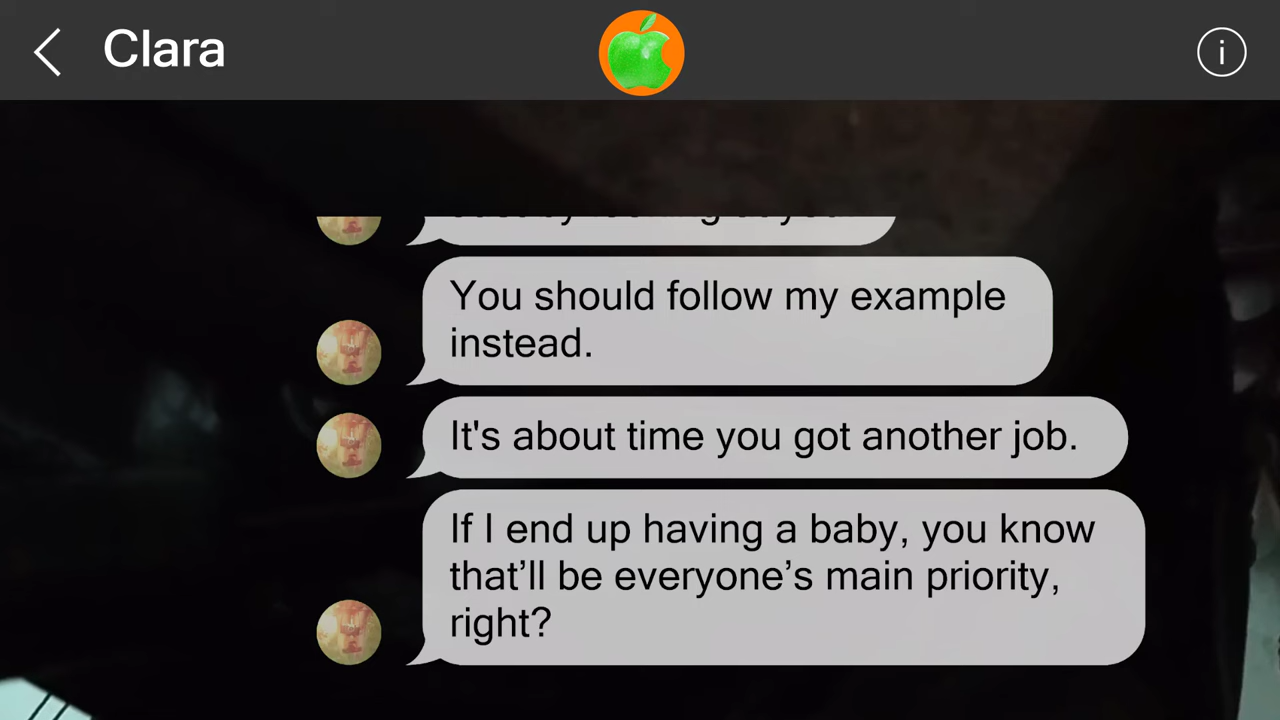 Clara
You should follow my example
instead.
It's about time you got another job.
If I end up having a baby, you know
that’ll be everyone’s main priority,
right?